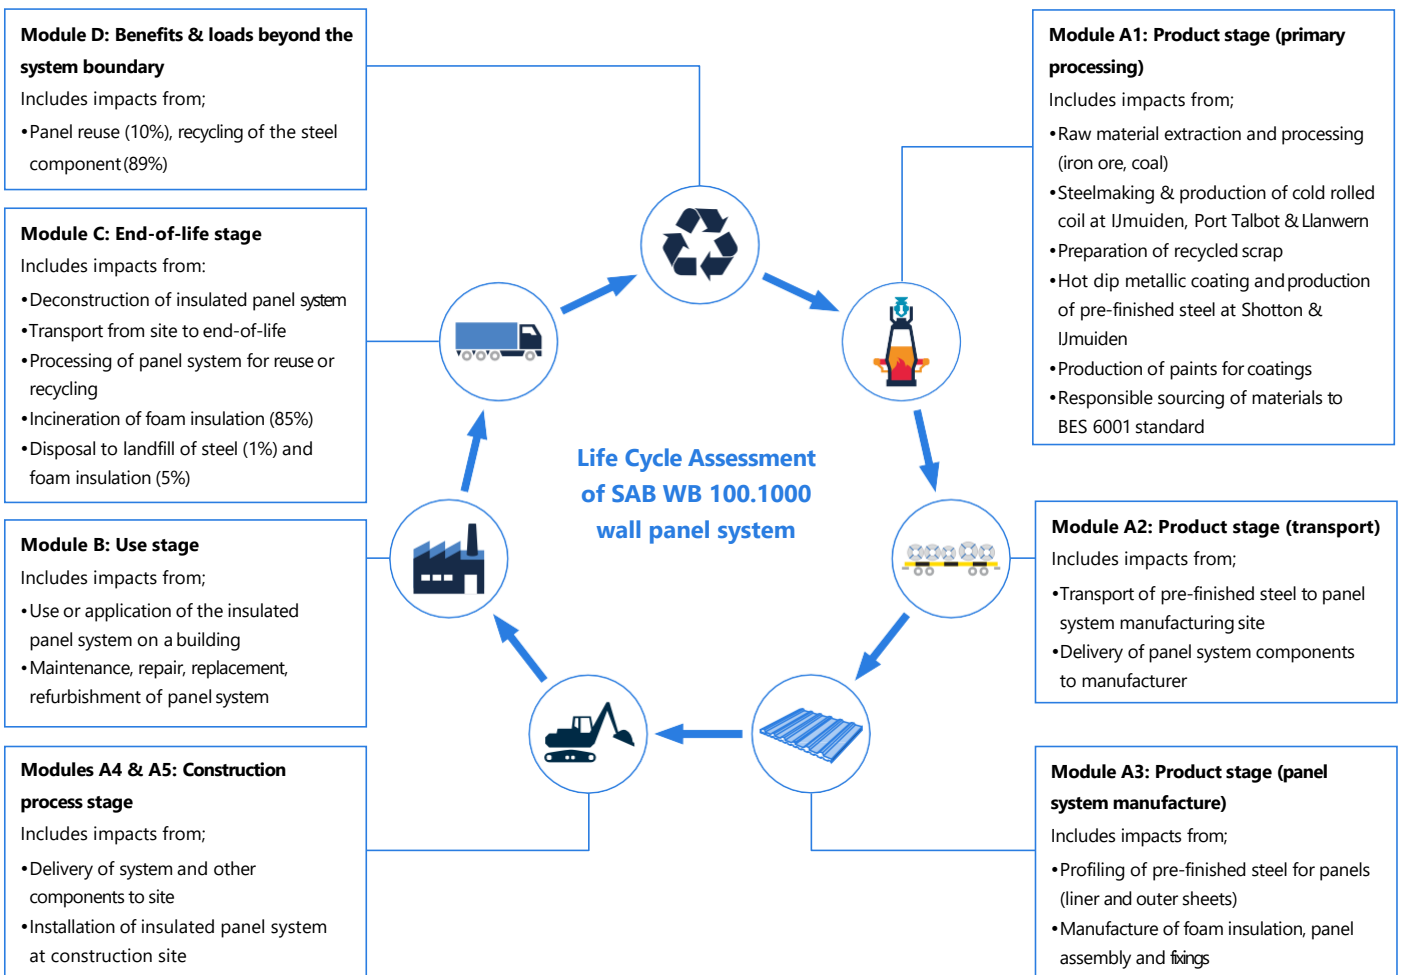 Module D: Benefits & loads beyond the
system boundary
Includes impacts from;
•Panel reuse (10%), recycling of the steel
component (89%)
Module C: End-of-life stage
Includes impacts from:
•Deconstruction of insulated panel system
•Transport from site to end-of-life
•Processing of panel system for reuse or
recycling
•Incineration of foam insulation (85%)
•Disposal to landfill of steel (1%) and
foam insulation (5%)
Module B: Use stage
Includes impacts from;
•Use or application of the insulated
panel system on a building
•Maintenance, repair, replacement,
refurbishment of panel system
Modules A4 & A5: Construction
process stage
Includes impacts from;
•Delivery of system and other
components to site
•Installation of insulated panel system
at construction site
Life Cycle Assessment
of SAB WB 100.1000
wall panel system
Module A1: Product stage (primary
processing)
Includes impacts from;
•Raw material extraction and processing
(iron ore, coal)
•Steelmaking & production of cold rolled
coil at IJmuiden, Port Talbot & Llanwern
•Preparation of recycled scrap
•Hot dip metallic coating and production
of pre-finished steel at Shotton &
IJmuiden
•Production of paints for coatings
•Responsible sourcing of materials to
BES 6001 standard
Module A2: Product stage (transport)
Includes impacts from;
•Transport of pre-finished steel to panel
system manufacturing site
•Delivery of panel system components
to manufacturer
Module A3: Product stage (panel
system manufacture)
Includes impacts from;
•Profiling of pre-finished steel for panels
(liner and outer sheets)
•Manufacture of foam insulation, panel
assembly and fixings